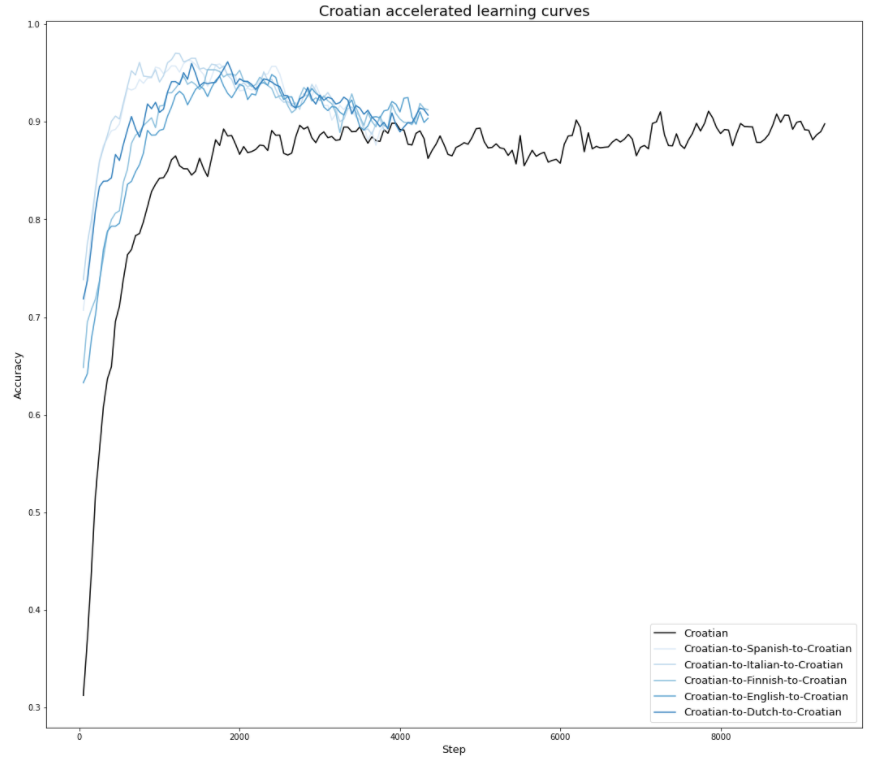 Croatian accelerated learning curves
1.0
0.9
0.8
0.7
0.6
0.5
0.4
0.3
Accuracy
0
2000
4000
6000
8000
Step
Croatian
Croatian-to-Spanish-to-Croatian
Croatian-to-Italian-to-Croatian
Croatian-to-Finnish-to-Croatian
Croatian-to-English-to-Croatian
Croatian-to-Dutch-to-Croatian